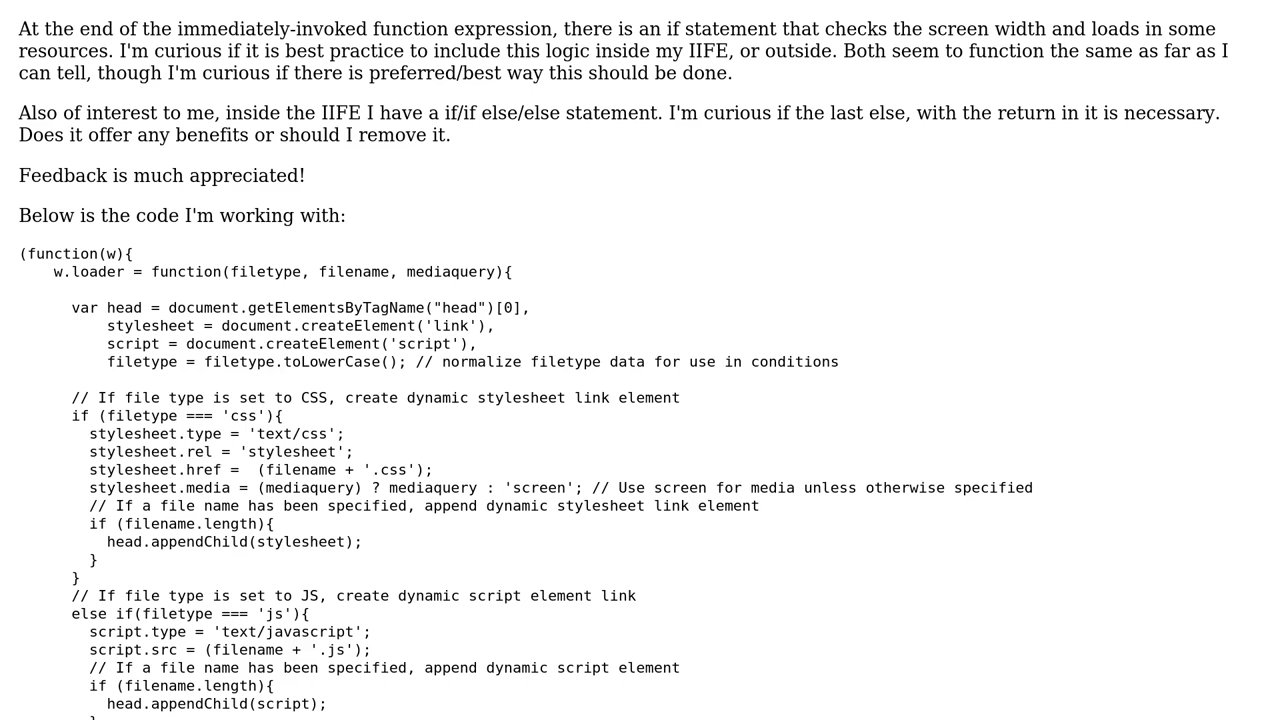 At the end of the immediately-invoked function expression, there is an if statement that checks the screen width and loads in some
resources. I'm curious if it is best practice to include this logic inside my IIFE, or outside. Both seem to function the same as far as I
can tell, though I'm curious if there is preferred/best way this should be done.
Also of interest to me, inside the IIFE I have a if/if else/else statement. I'm curious if the last else, with the return in it is necessary.
Does it offer any benefits or should I remove it.
Feedback is much appreciated!
Below is the code I'm working with:
(function(w){
    w.loader = function(filetype, filename, mediaquery){
      var head = document.getElementsByTagName("head")[0],
          stylesheet = document.createElement('link'),
          script = document.createElement('script'),
          filetype = filetype.toLowerCase(); // normalize filetype data for use in conditions
      // If file type is set to CSS, create dynamic stylesheet link element
      if (filetype === 'css'){
        stylesheet.type = 'text/css';
        stylesheet.rel = 'stylesheet';
        stylesheet.href =  (filename + '.css');
        stylesheet.media = (mediaquery) ? mediaquery : 'screen'; // Use screen for media unless otherwise specified
        // If a file name has been specified, append dynamic stylesheet link element
        if (filename.length){
          head.appendChild(stylesheet);
        }
      }
      // If file type is set to JS, create dynamic script element link
      else if(filetype === 'js'){
        script.type = 'text/javascript';
        script.src = (filename + '.js');
        // If a file name has been specified, append dynamic script element
        if (filename.length){
          head.appendChild(script);